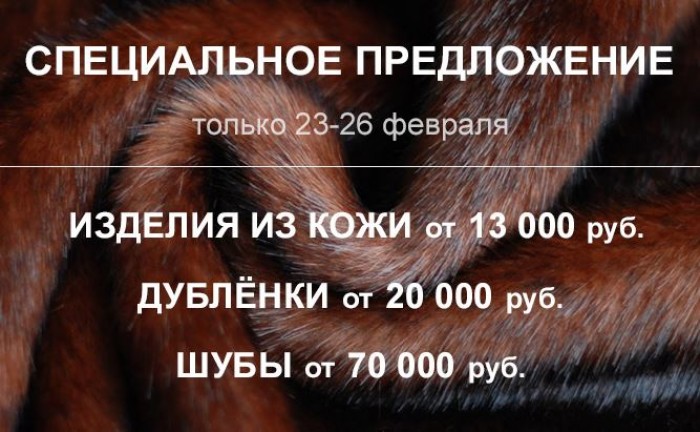 СПЕЦИАЛЬНОЕ ПРЕДЛОЖЕНИЕ
только 23-26 февраля
ИЗДЕЛИЯ ИЗ КОЖИ от 13 000 руб.
ДУБЛЁНКИ от 20 000 руб.
ШУБЫ от 70 000 руб.